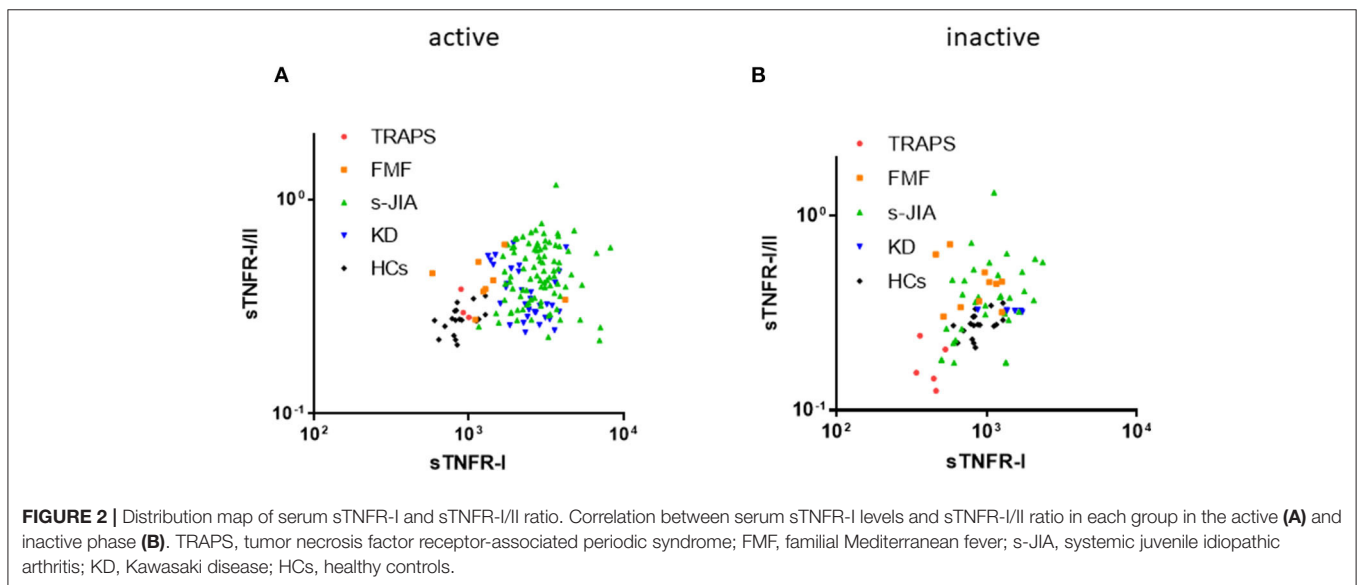 active
inactive
A
B
TRAPS
FMF
s-JIA
KD
HCs
sTNFR-I/II
10⁰
10⁻¹
10²
10³
10⁴
sTNFR-I
TRAPS
FMF
s-JIA
KD
HCs
sTNFR-I/II
10⁰
10⁻¹
10²
10³
10⁴
sTNFR-I
FIGURE 2 | Distribution map of serum sTNFR-I and sTNFR-I/II ratio. Correlation between serum sTNFR-I levels and sTNFR-I/II ratio in each group in the active (A) and
inactive phase (B). TRAPS, tumor necrosis factor receptor-associated periodic syndrome; FMF, familial Mediterranean fever; s-JIA, systemic juvenile idiopathic
arthritis; KD, Kawasaki disease; HCs, healthy controls.